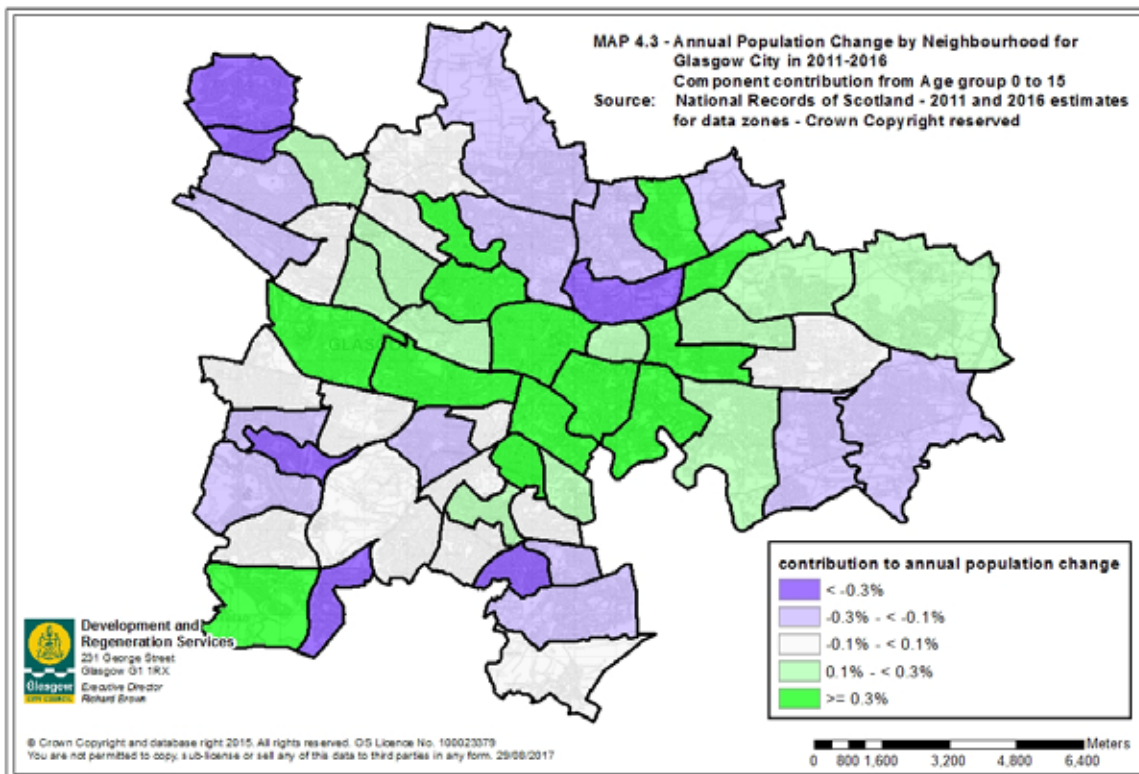 MAP 4.3 - Annual Population Change by Neighbourhood for
Glasgow City in 2011-2016
Component contribution from Age group 0 to 15
Source: National Records of Scotland - 2011 and 2016 estimates
for data zones - Crown Copyright reserved
contribution to annual population change
< -0.3%
-0.3% - < -0.1%
-0.1% - < 0.1%
0.1% - < 0.3%
>= 0.3%
Development and
Regeneration Services
231 George Street
Glasgow G1 1RX
Executive Director
Richard Brown
Glasgow
CITY COUNCIL
© Crown Copyright and database right 2015. All rights reserved. OS Licence No. 100023379
You are not permitted to copy, sub-license or sell any of this data to third parties in any form. 29/08/2017
Meters
0 800 1,600 3,200 4,800 6,400